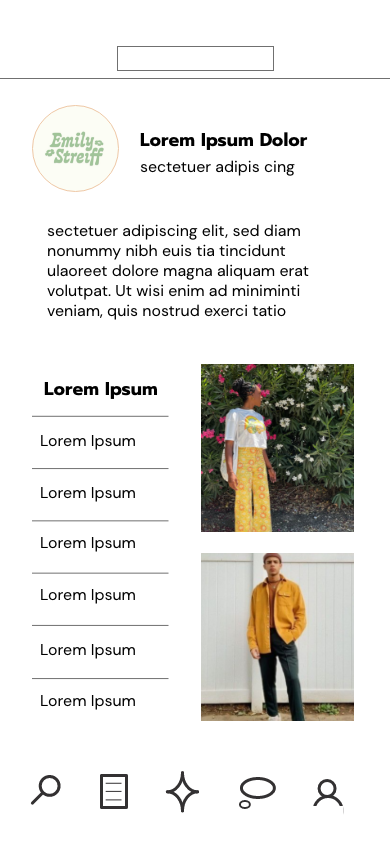 Emily
Streiff
Lorem Ipsum Dolor
sectetuer adipis cing
sectetuer adipiscing elit, sed diam
nonummy nibh euis tia tincidunt
ulaoreet dolore magna aliquam erat
volutpat. Ut wisi enim ad miniminti
veniam, quis nostrud exerci tatio
Lorem Ipsum
Lorem Ipsum
Lorem Ipsum
Lorem Ipsum
Lorem Ipsum
Lorem Ipsum
Lorem Ipsum